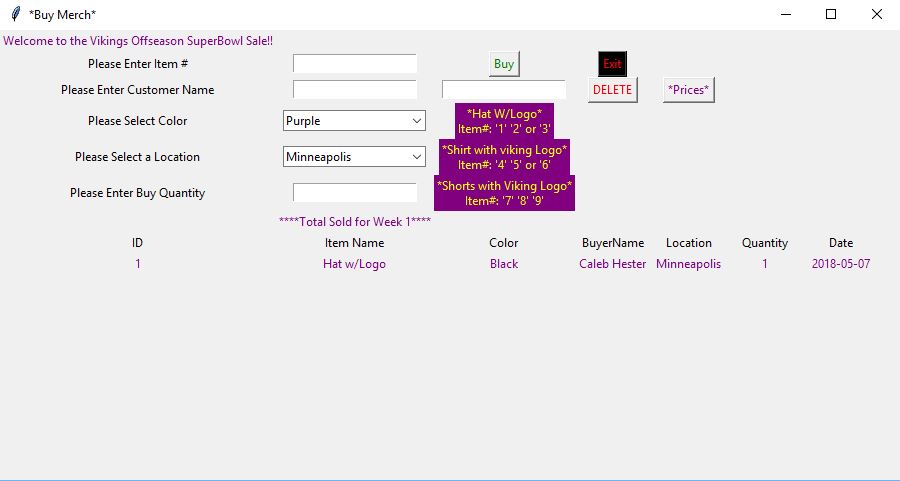 *Buy Merch*
Welcome to the Vikings Offseason SuperBowl Sale!!
Please Enter Item # Buy Exit
Please Enter Customer Name DELETE *Prices*
Please Select Color Purple
*Hat W/Logo*
Item#: '1' '2' or '3'
Please Select a Location Minneapolis
*Shirt with viking Logo*
Item#: '4' '5' or '6'
Please Enter Buy Quantity
*Shorts with Viking Logo*
Item#: '7' '8' '9'
****Total Sold for Week 1****
ID Item Name Color BuyerName Location Quantity Date
1 Hat w/Logo Black Caleb Hester Minneapolis 1 2018-05-07